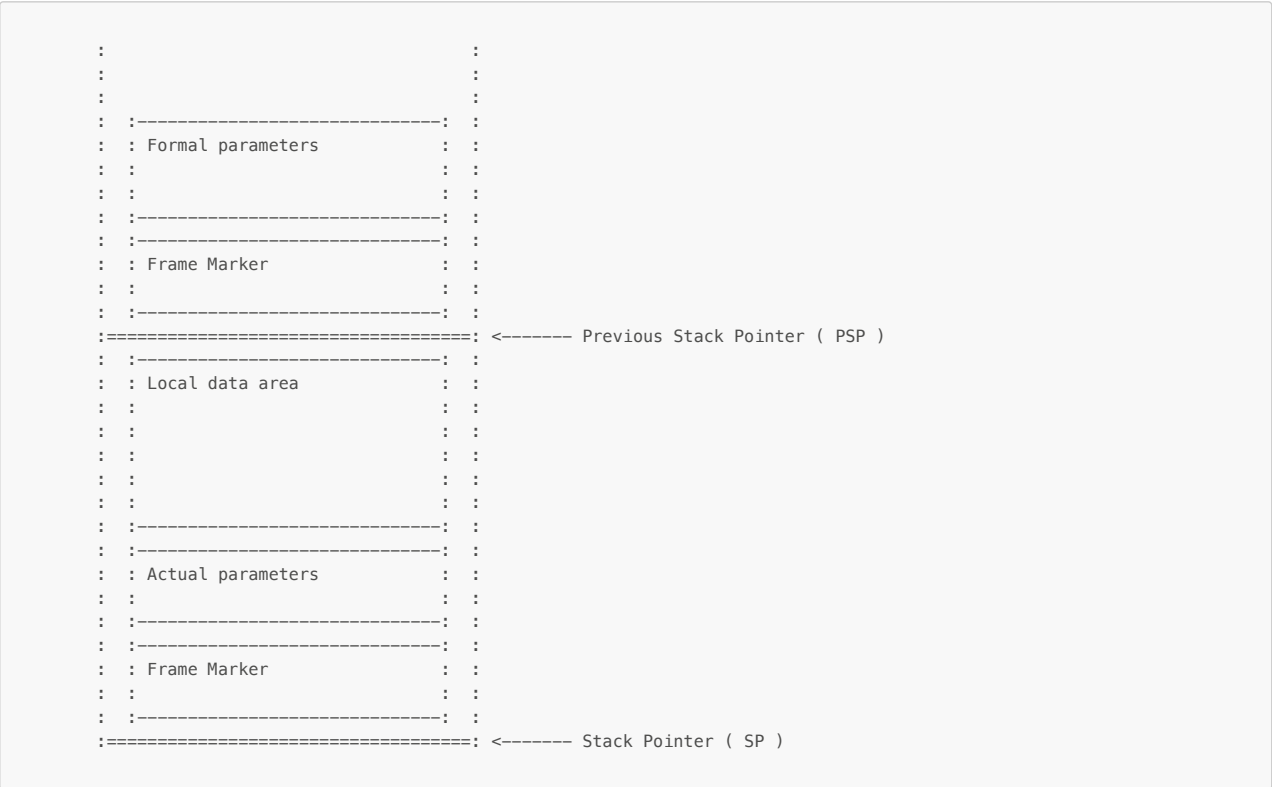 :                                    :
:                                    :
:                                    :
:  :------------------------------:  :
:  : Formal parameters            :  :
:  :                              :  :
:  :                              :  :
:  :------------------------------:  :
:  :------------------------------:  :
:  : Frame Marker                 :  :
:  :                              :  :
:  :------------------------------:  :
:====================================: <------- Previous Stack Pointer ( PSP )
:  :------------------------------:  :
:  : Local data area              :  :
:  :                              :  :
:  :                              :  :
:  :                              :  :
:  :                              :  :
:  :                              :  :
:  :------------------------------:  :
:  :------------------------------:  :
:  : Actual parameters            :  :
:  :                              :  :
:  :------------------------------:  :
:  :------------------------------:  :
:  : Frame Marker                 :  :
:  :                              :  :
:  :------------------------------:  :
:====================================: <------- Stack Pointer ( SP )